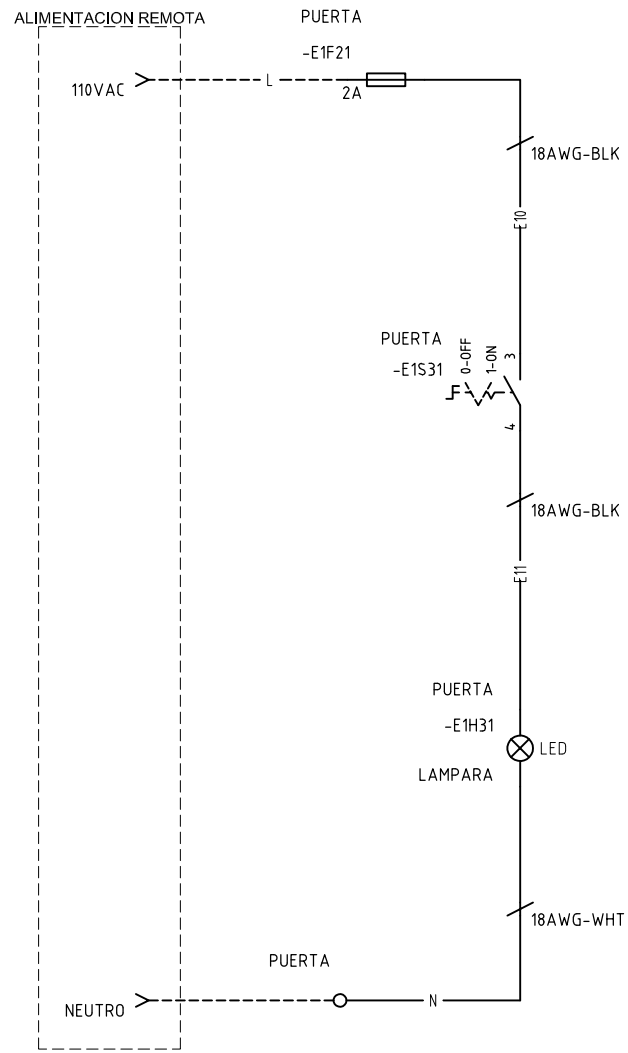 ALIMENTACION REMOTA
PUERTA
-E1F21
110VAC
L
2A
18AWG-BLK
E10
PUERTA
-E1S31
0-OFF
1-ON
3
4
18AWG-BLK
E11
PUERTA
-E1H31
LED
LAMPARA
18AWG-WHT
PUERTA
NEUTRO
N